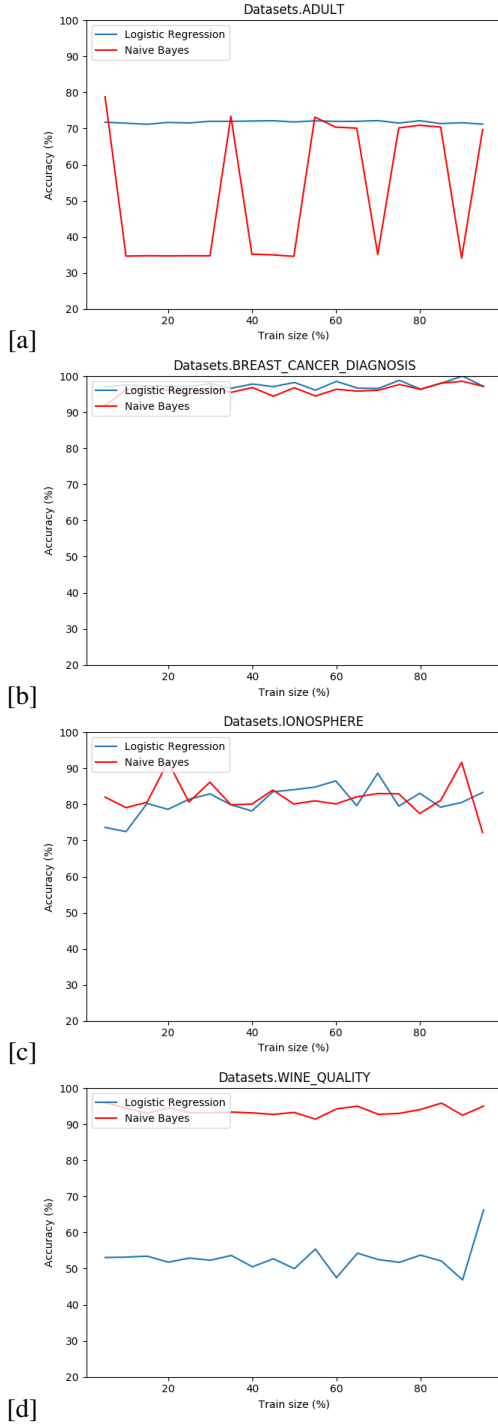 Datasets.ADULT
100
90
80
70
60
50
40
30
20
Accuracy (%)
Logistic Regression
Naive Bayes
20
40
60
80
Train size (%)
[a]
Datasets.BREAST_CANCER_DIAGNOSIS
100
90
80
70
60
50
40
30
20
Accuracy (%)
Logistic Regression
Naive Bayes
20
40
60
80
Train size (%)
[b]
Datasets.IONOSPHERE
100
90
80
70
60
50
40
30
20
Accuracy (%)
Logistic Regression
Naive Bayes
20
40
60
80
Train size (%)
[c]
Datasets.WINE_QUALITY
100
90
80
70
60
50
40
30
20
Accuracy (%)
Logistic Regression
Naive Bayes
20
40
60
80
Train size (%)
[d]